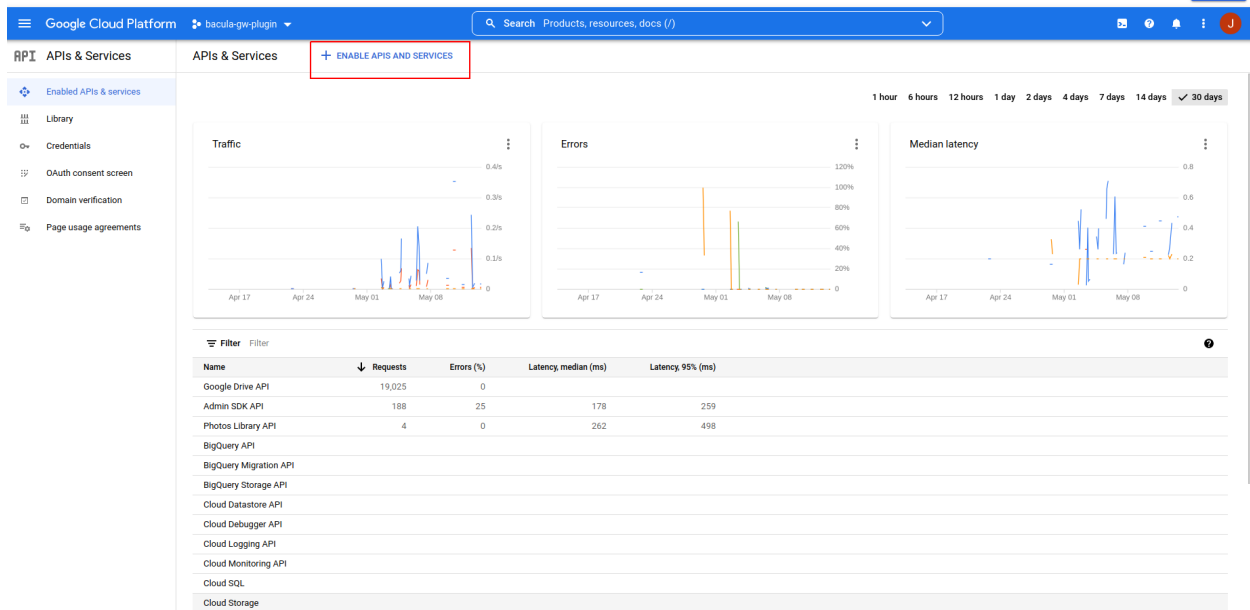 Google Cloud Platform bacula-gw-plugin Search Products, resources, docs (/) J
API APIs & Services APIs & Services + ENABLE APIS AND SERVICES
Enabled APIs & services
Library
Credentials
OAuth consent screen
Domain verification
Page usage agreements
1 hour 6 hours 12 hours 1 day 2 days 4 days 7 days 14 days 30 days
Traffic
0.4/s
0.3/s
0.2/s
0.1/s
0
Apr 17 Apr 24 May 01 May 08
Errors
120%
100%
80%
60%
40%
20%
0
Apr 17 Apr 24 May 01 May 08
Median latency
0.8
0.6
0.4
0.2
0
Apr 17 Apr 24 May 01 May 08
Filter Filter
Name Requests Errors (%) Latency, median (ms) Latency, 95% (ms)
Google Drive API 19,025 0
Admin SDK API 188 25 178 259
Photos Library API 4 0 262 498
BigQuery API
BigQuery Migration API
BigQuery Storage API
Cloud Datastore API
Cloud Debugger API
Cloud Logging API
Cloud Monitoring API
Cloud SQL
Cloud Storage